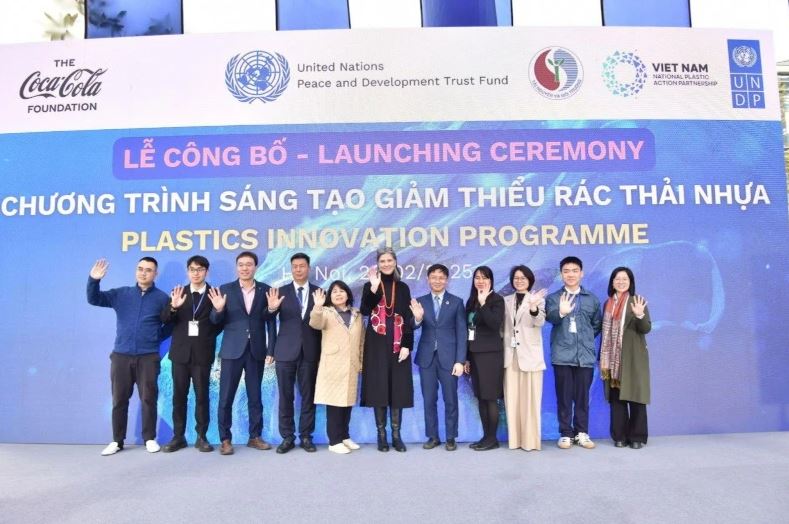 THE
Coca-Cola
FOUNDATION
United Nations
Peace and Development Trust Fund
VIET NAM
NATIONAL PLASTIC
ACTION PARTNERSHIP
UN
DP
LỄ CÔNG BỐ - LAUNCHING CEREMONY
CHƯƠNG TRÌNH SÁNG TẠO GIẢM THIỂU RÁC THẢI NHỰA
PLASTICS INNOVATION PROGRAMME